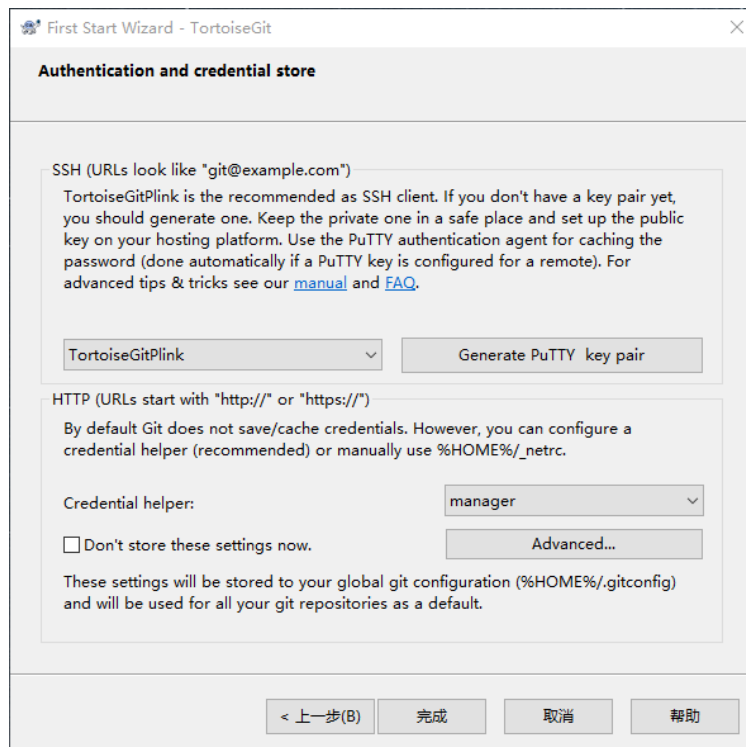 First Start Wizard - TortoiseGit
Authentication and credential store
SSH (URLs look like "git@example.com")
TortoiseGitPlink is the recommended as SSH client. If you don't have a key pair yet,
you should generate one. Keep the private one in a safe place and set up the public
key on your hosting platform. Use the PuTTY authentication agent for caching the
password (done automatically if a PuTTY key is configured for a remote). For
advanced tips & tricks see our manual and FAQ.
TortoiseGitPlink
Generate PuTTY key pair
HTTP (URLs start with "http://" or "https://")
By default Git does not save/cache credentials. However, you can configure a
credential helper (recommended) or manually use %HOME%/_netrc.
Credential helper:
manager
Don't store these settings now.
Advanced...
These settings will be stored to your global git configuration (%HOME%/.gitconfig)
and will be used for all your git repositories as a default.
< 上一步(B)
完成
取消
帮助